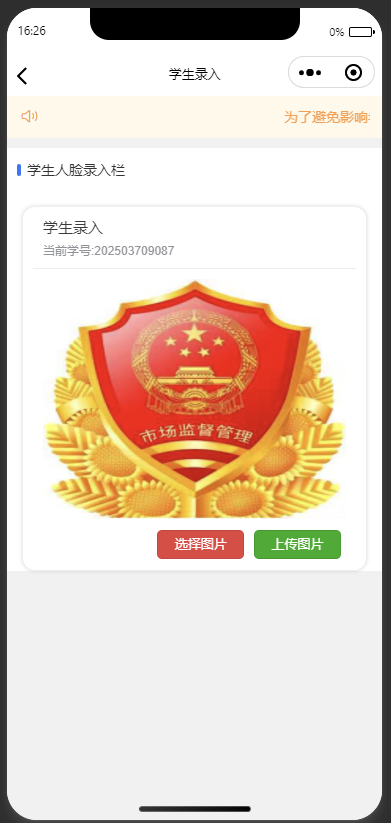 16:26
0%
学生录入
为了避免影响
学生人脸录入栏
学生录入
当前学号:202503709087
市场监督管理
选择图片
上传图片